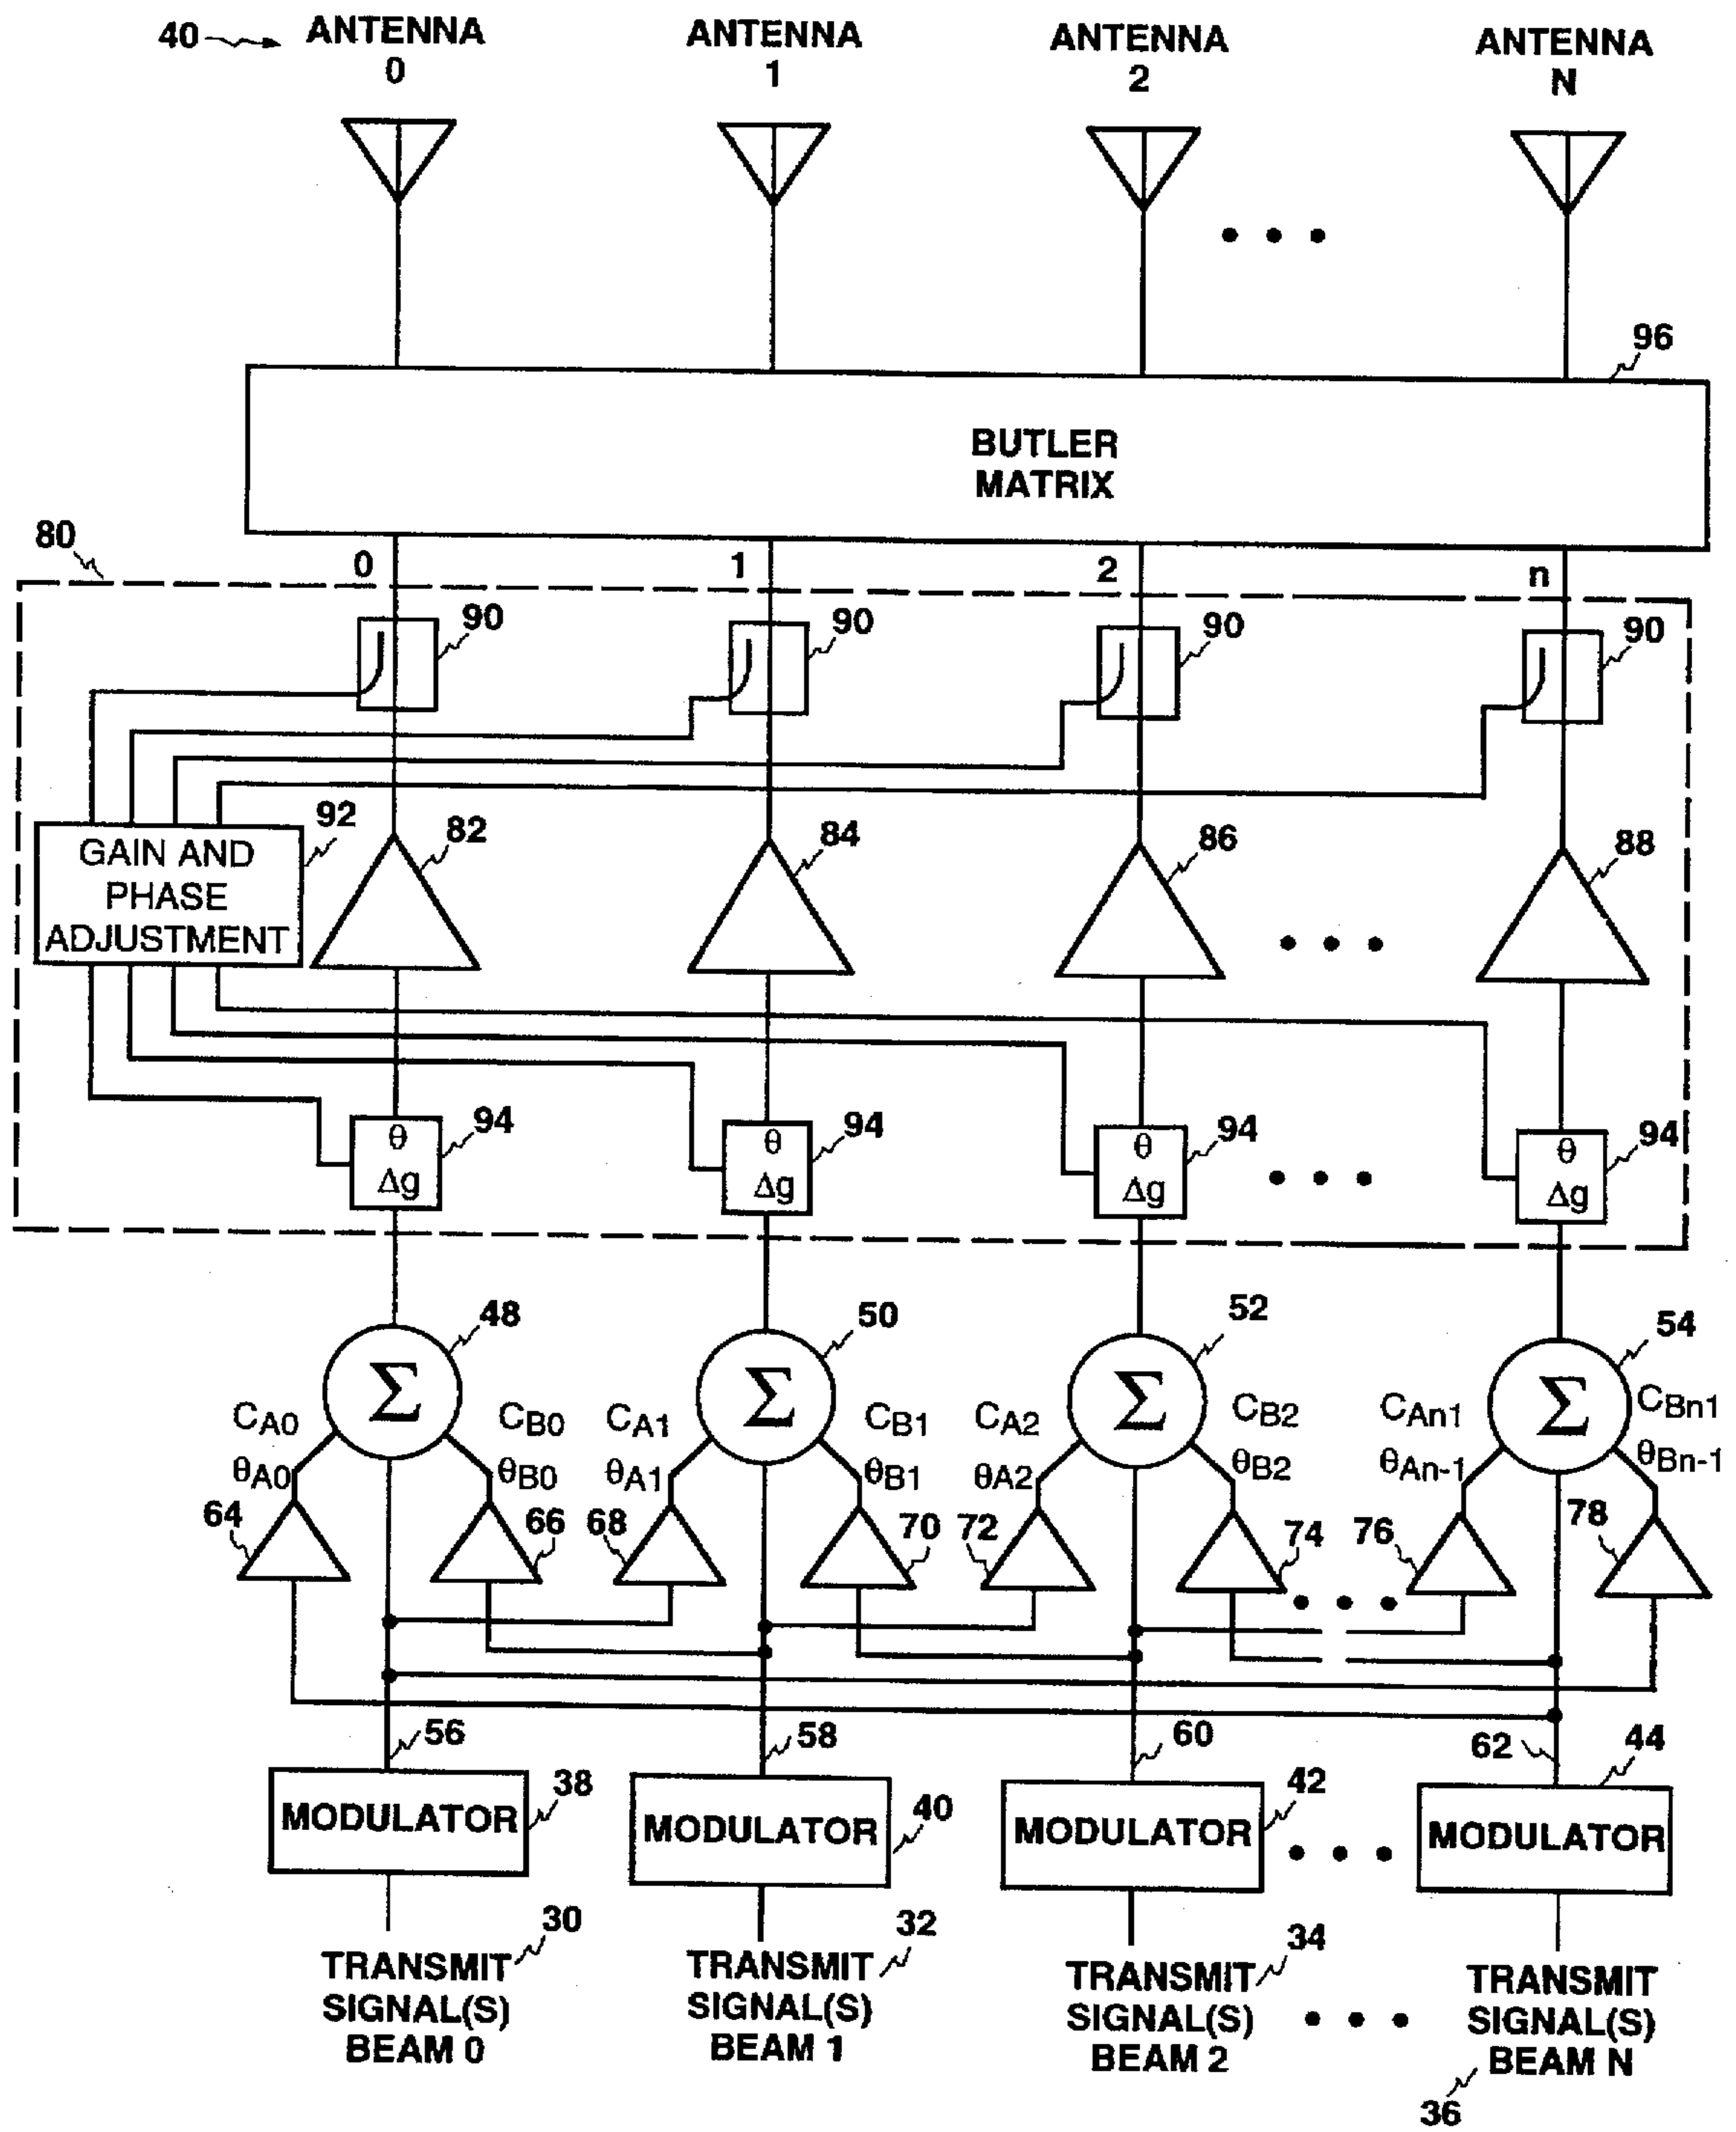 40
ANTENNA
0
ANTENNA
1
ANTENNA
2
ANTENNA
N
96
BUTLER
MATRIX
80
0
1
2
n
90
90
90
90
92
GAIN AND
PHASE
ADJUSTMENT
82
84
86
88
θ
Δg
94
θ
Δg
94
θ
Δg
94
θ
Δg
94
48
50
52
54
Σ
Σ
Σ
Σ
CA0
CB0
CA1
CB1
CA2
CB2
CAn1
CBn1
θA0
θB0
θA1
θB1
θA2
θB2
θAn-1
θBn-1
64
66
68
70
72
74
76
78
56
58
60
62
44
MODULATOR
38
MODULATOR
40
MODULATOR
42
MODULATOR
30
TRANSMIT
SIGNAL(S)
BEAM 0
32
TRANSMIT
SIGNAL(S)
BEAM 1
34
TRANSMIT
SIGNAL(S)
BEAM 2
TRANSMIT
SIGNAL(S)
BEAM N
36